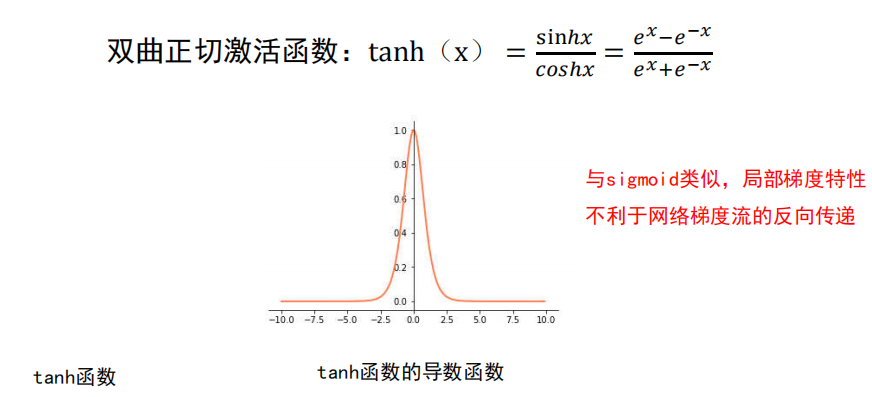 双曲正切激活函数：tanh（x）= \frac{sinhx}{coshx} = \frac{e^x-e^{-x}}{e^x+e^{-x}}
1.0
0.8
0.6
0.4
0.2
0.0
−10.0 −7.5 −5.0 −2.5 0.0 2.5 5.0 7.5 10.0
与sigmoid类似，局部梯度特性
不利于网络梯度流的反向传递
tanh函数
tanh函数的导数函数